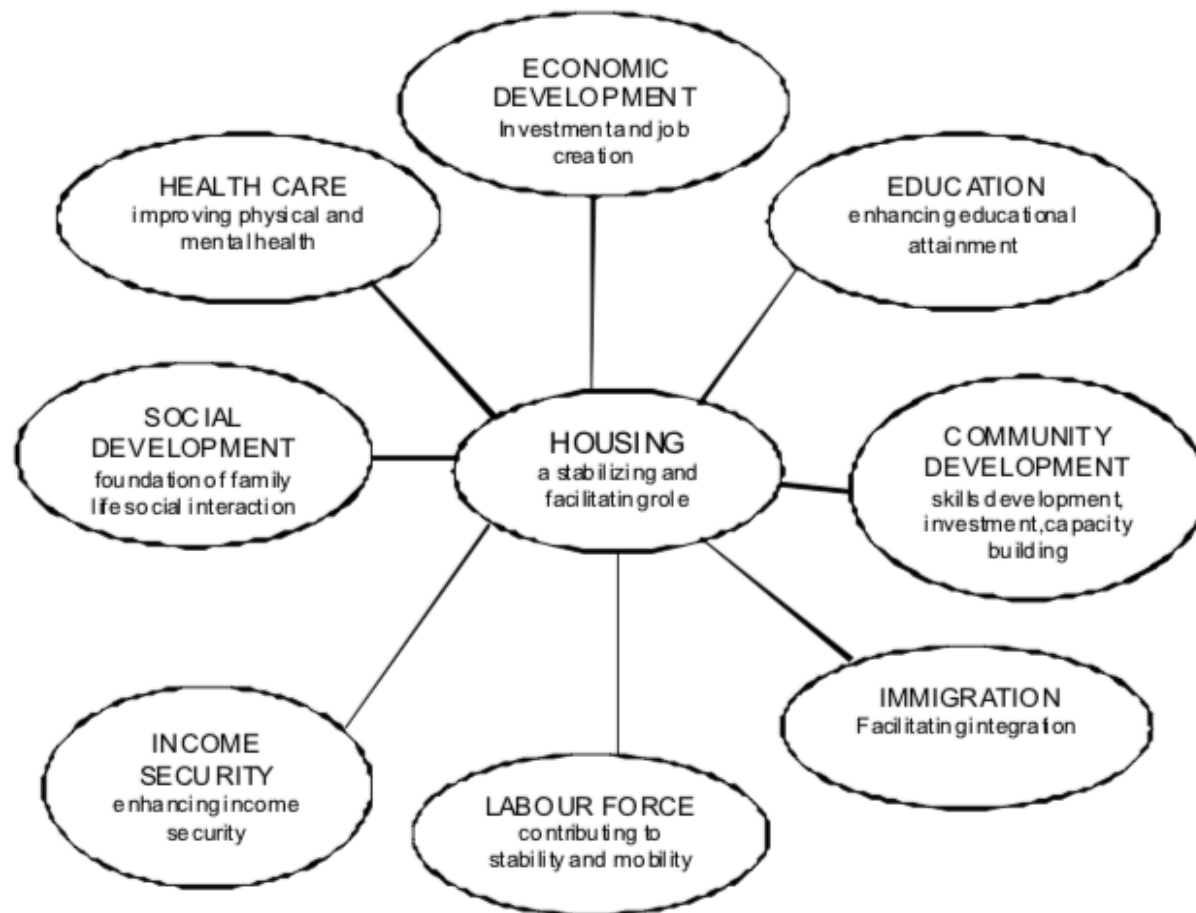 ECONOMIC
DEVELOPMENT
Investment and job
creation
HEALTH CARE
improving physical and
mental health
EDUCATION
enhancing educational
attainment
SOCIAL
DEVELOPMENT
foundation of family
life social interaction
HOUSING
a stabilizing and
facilitating role
COMMUNITY
DEVELOPMENT
skills development,
investment, capacity
building
IMMIGRATION
Facilitating integration
INCOME
SECURITY
enhancing income
security
LABOUR FORCE
contributing to
stability and mobility